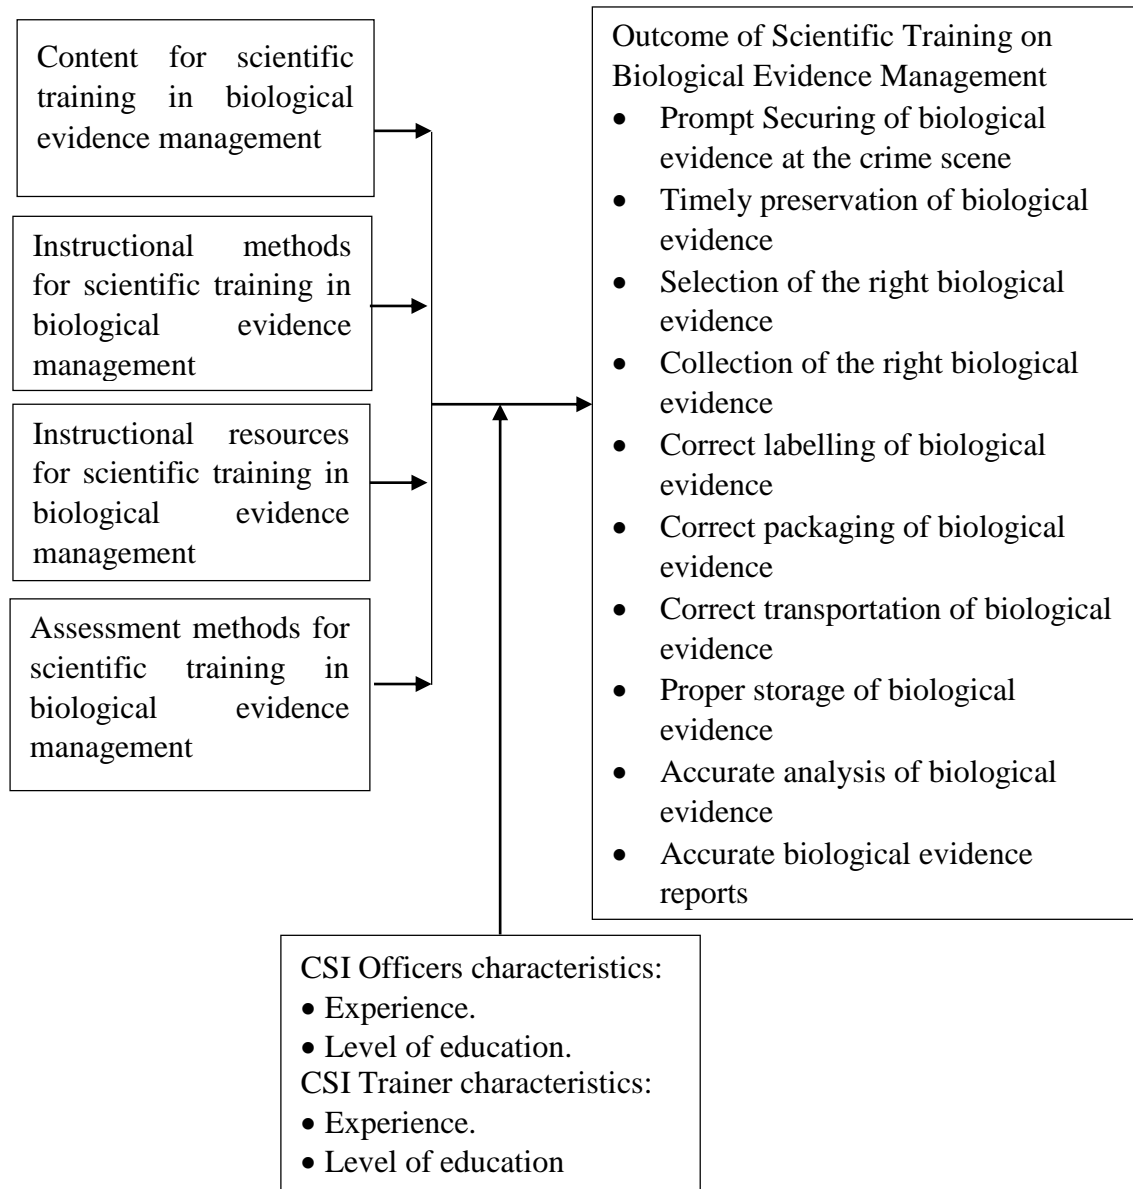 Content for scientific
training in biological
evidence management
Instructional methods
for scientific training in
biological evidence
management
Instructional resources
for scientific training in
biological evidence
management
Assessment methods for
scientific training in
biological evidence
management
Outcome of Scientific Training on
Biological Evidence Management
• Prompt Securing of biological
evidence at the crime scene
• Timely preservation of biological
evidence
• Selection of the right biological
evidence
• Collection of the right biological
evidence
• Correct labelling of biological
evidence
• Correct packaging of biological
evidence
• Correct transportation of biological
evidence
• Proper storage of biological
evidence
• Accurate analysis of biological
evidence
• Accurate biological evidence
reports
CSI Officers characteristics:
• Experience.
• Level of education.
CSI Trainer characteristics:
• Experience.
• Level of education